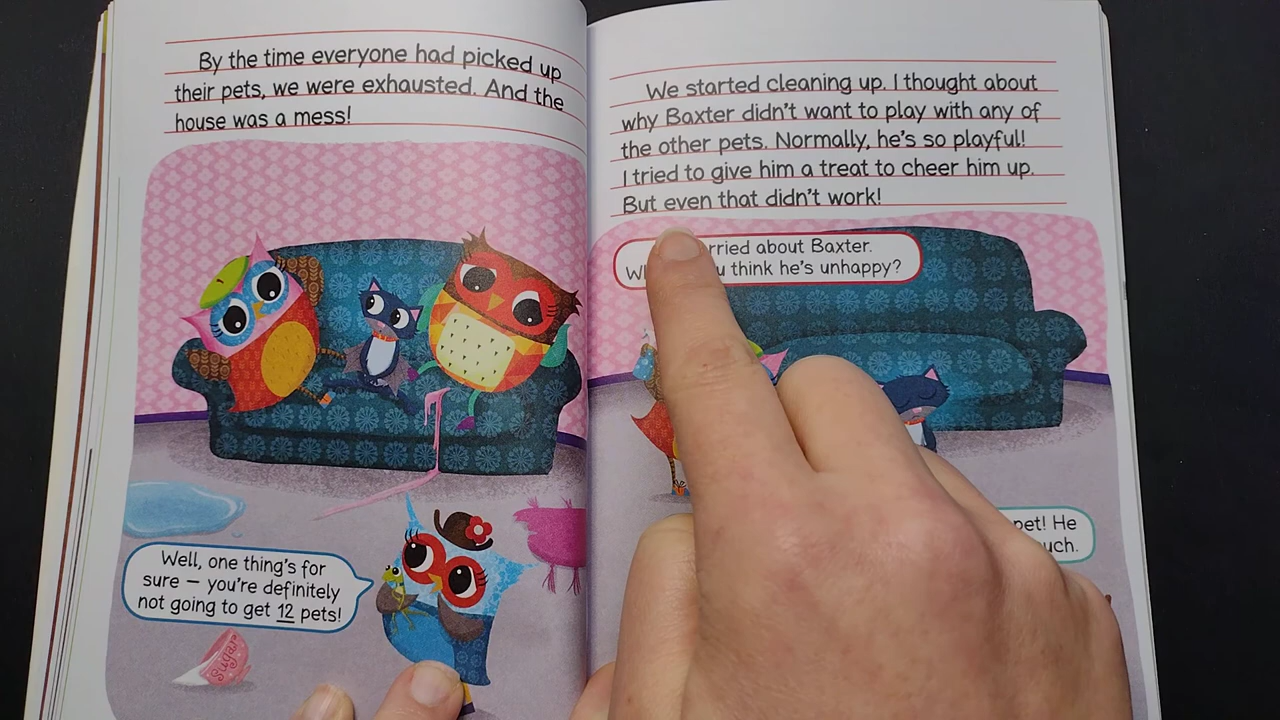 By the time everyone had picked up
their pets, we were exhausted. And the
house was a mess!
Well, one thing's for
sure – you're definitely
not going to get 12 pets!
sugar
We started cleaning up. I thought about
why Baxter didn't want to play with any of
the other pets. Normally, he's so playful!
I tried to give him a treat to cheer him up.
But even that didn't work!
about Baxter.
think he's unhappy?
pet! He